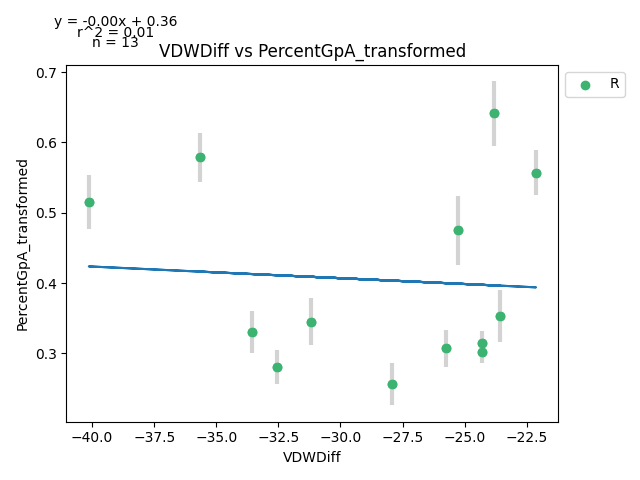 y = -0.00x + 0.36
r^2 = 0.01
n = 13
VDWDiff vs PercentGpA_transformed
R
PercentGpA_transformed
0.7
0.6
0.5
0.4
0.3
−40.0 −37.5 −35.0 −32.5 −30.0 −27.5 −25.0 −22.5
VDWDiff